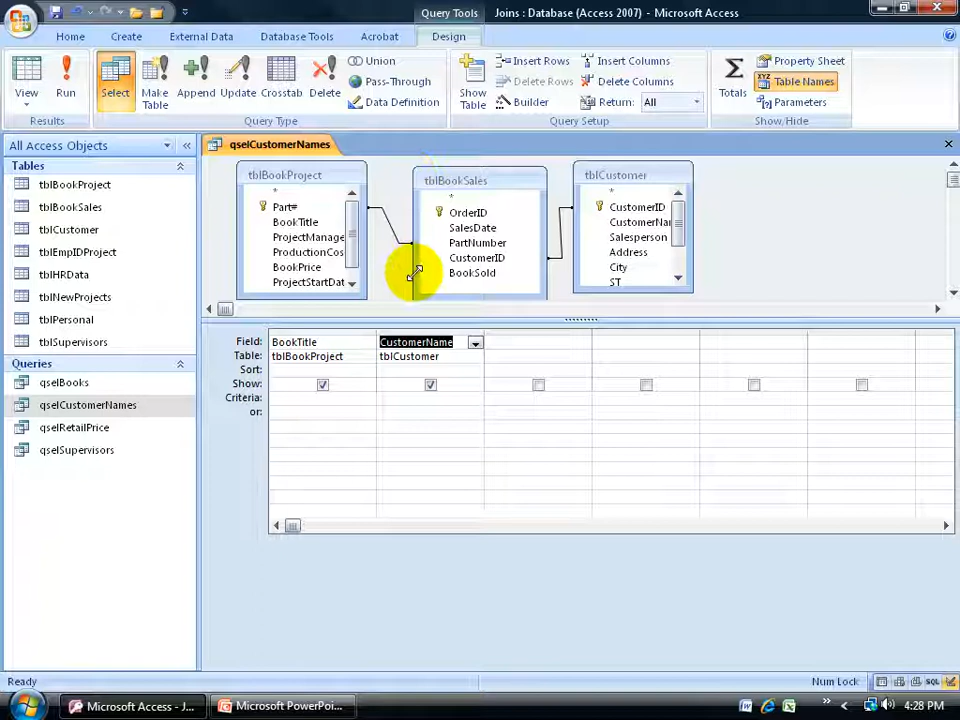 Query Tools
Joins : Database (Access 2007) - Microsoft Access
Home
Create
External Data
Database Tools
Acrobat
Design
View
Run
Results
Select
Make Table
Append
Update
Crosstab
Delete
Union
Pass-Through
Data Definition
Query Type
Show Table
Insert Rows
Delete Rows
Builder
Insert Columns
Delete Columns
Return: All
Query Setup
Totals
XYZ
Property Sheet
Table Names
Parameters
Show/Hide
All Access Objects
Tables
tblBookProject
tblBookSales
tblCustomer
tblEmpIDProject
tblHRData
tblNewProjects
tblPersonal
tblSupervisors
Queries
qselBooks
qselCustomerNames
qselRetailPrice
qselSupervisors
qselCustomerNames
tblBookProject
*
Part#
BookTitle
ProjectManage
ProductionCos
BookPrice
ProjectStartDat
tblBookSales
*
OrderID
SalesDate
PartNumber
CustomerID
BookSold
tblCustomer
*
CustomerID
CustomerNar
Salesperson
Address
City
ST
Field: BookTitle CustomerName
Table: tblBookProject tblCustomer
Sort:
Show:
Criteria:
or:
Ready
Num Lock
SQL
Microsoft Access - J...
Microsoft PowerPoi...
4:28 PM